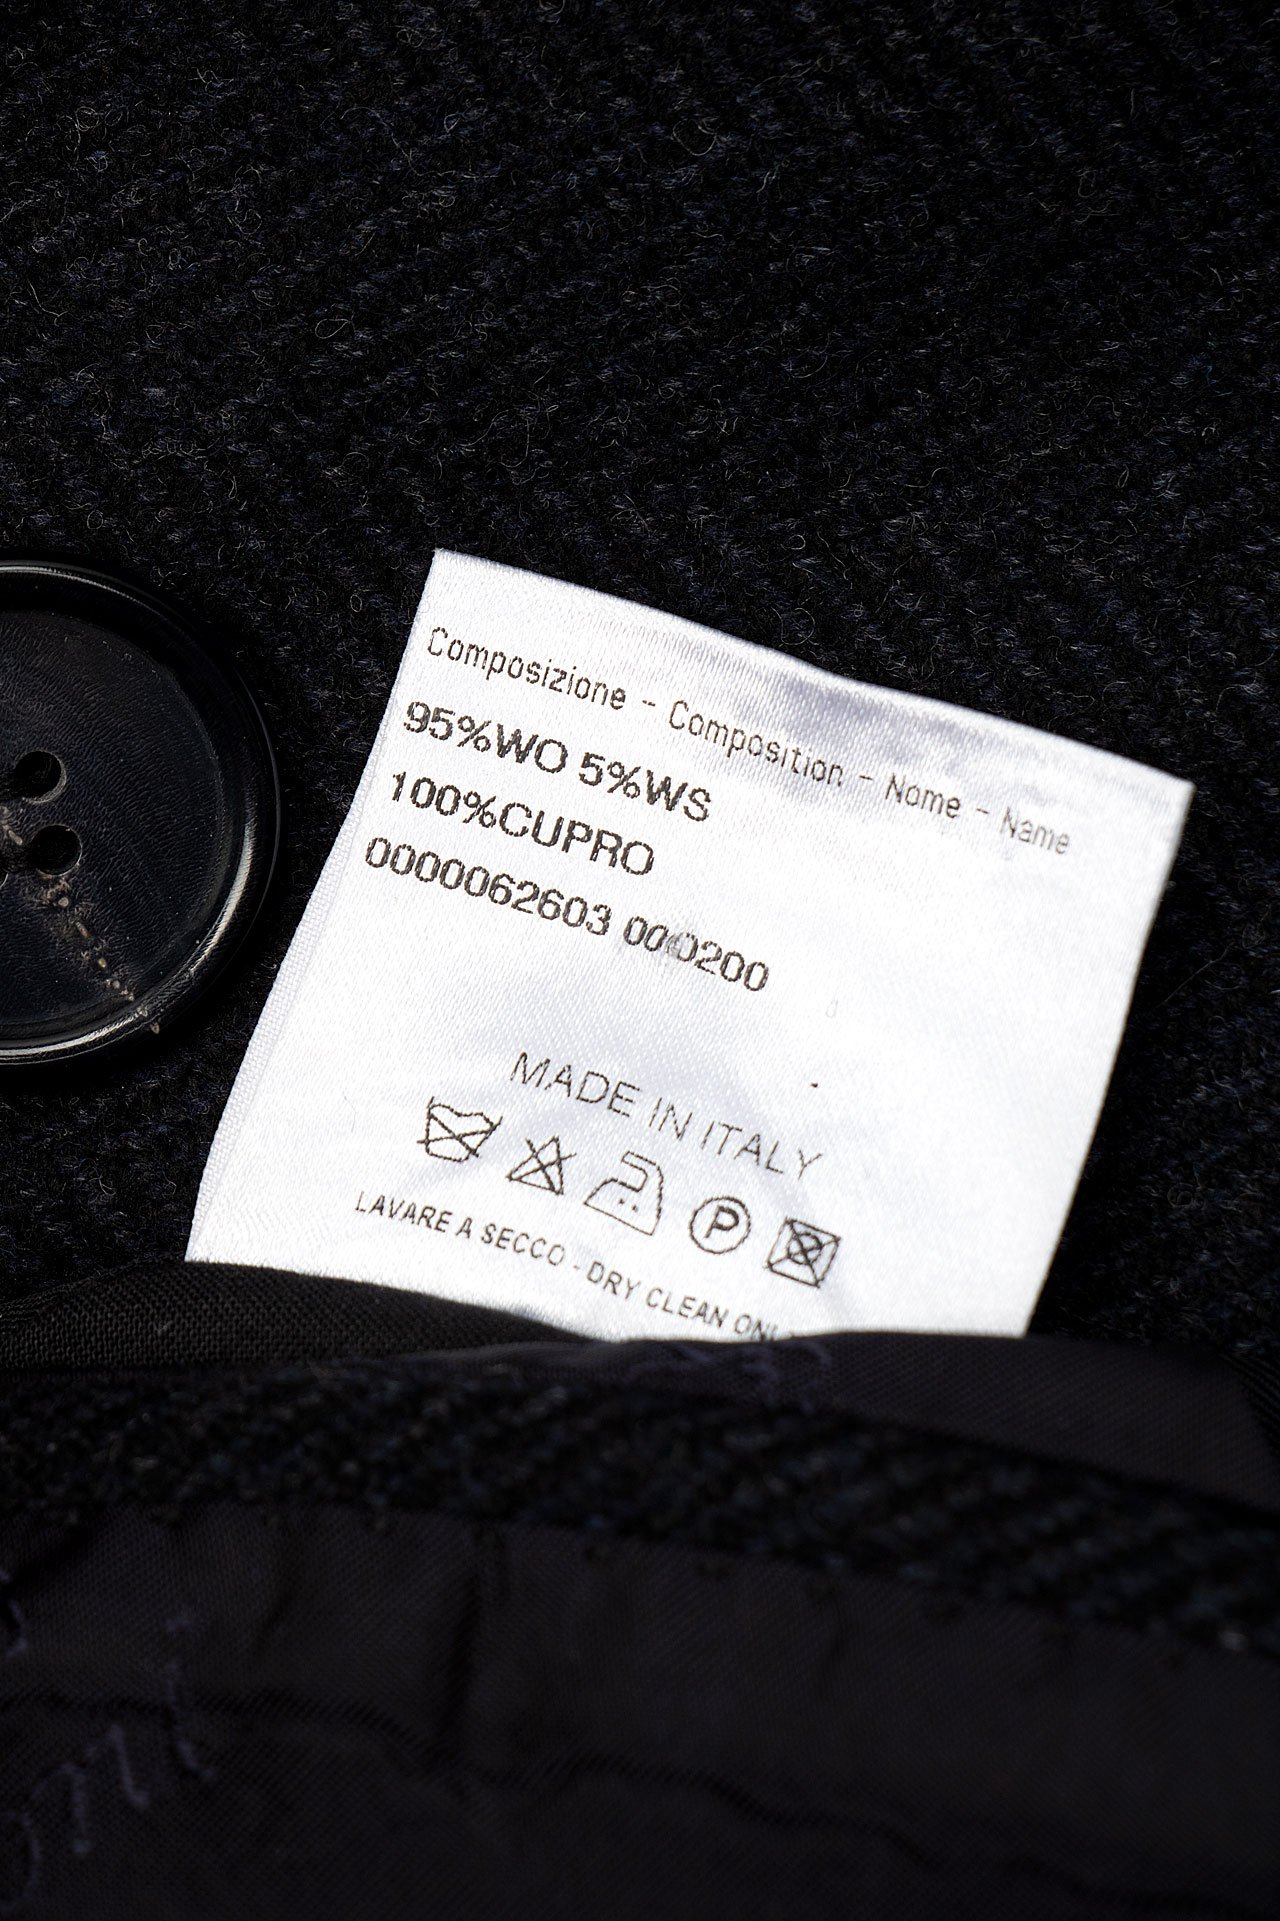 Composizione - Composition - Nome - Name
95%WO 5%WS
100%CUPRO
0000062603 000200
MADE IN ITALY
P
LAVARE A SECCO - DRY CLEAN